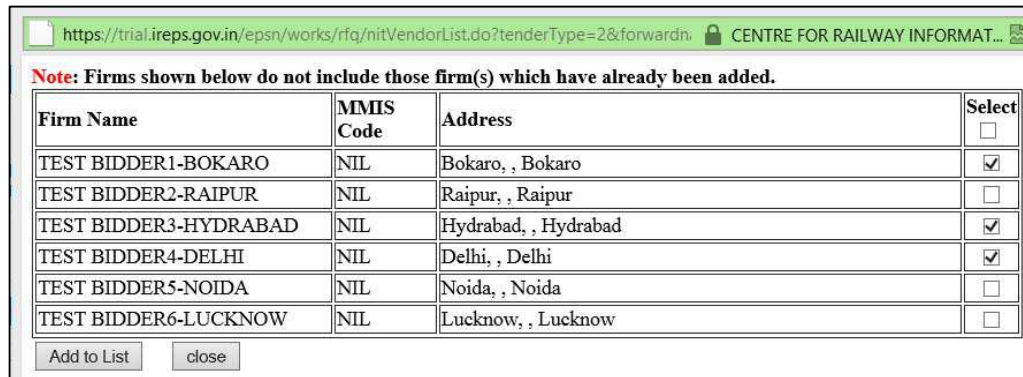 https://trial.ireps.gov.in/epsn/works/rfq/nitVendorList.do?tenderType=2&forwardn CENTRE FOR RAILWAY INFORMAT...
Note: Firms shown below do not include those firm(s) which have already been added.
Firm Name MMIS Code Address Select
TEST BIDDER1-BOKARO NIL Bokaro, , Bokaro
TEST BIDDER2-RAIPUR NIL Raipur, , Raipur
TEST BIDDER3-HYDRABAD NIL Hydrabad, , Hydrabad
TEST BIDDER4-DELHI NIL Delhi, , Delhi
TEST BIDDER5-NOIDA NIL Noida, , Noida
TEST BIDDER6-LUCKNOW NIL Lucknow, , Lucknow
Add to List close